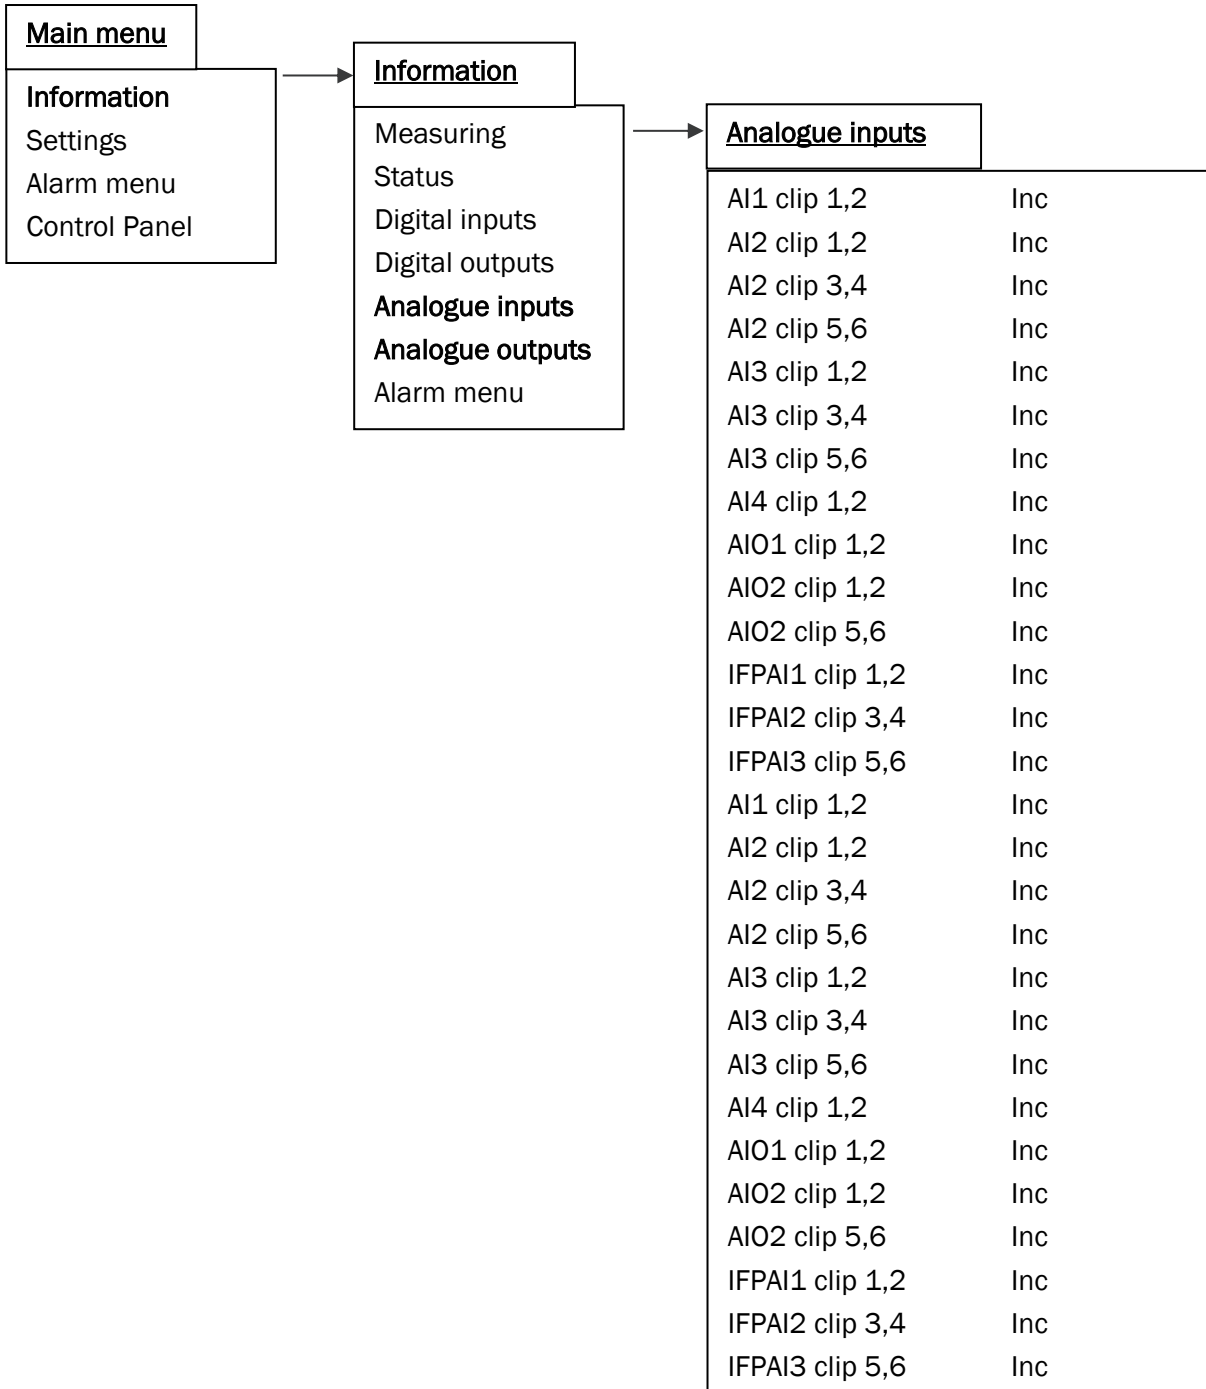 Main menu
Information
Settings
Alarm menu
Control Panel
Information
Measuring
Status
Digital inputs
Digital outputs
Analogue inputs
Analogue outputs
Alarm menu
Analogue inputs
AI1 clip 1,2 Inc
AI2 clip 1,2 Inc
AI2 clip 3,4 Inc
AI2 clip 5,6 Inc
AI3 clip 1,2 Inc
AI3 clip 3,4 Inc
AI3 clip 5,6 Inc
AI4 clip 1,2 Inc
AIO1 clip 1,2 Inc
AIO2 clip 1,2 Inc
AIO2 clip 5,6 Inc
IFPAI1 clip 1,2 Inc
IFPAI2 clip 3,4 Inc
IFPAI3 clip 5,6 Inc
AI1 clip 1,2 Inc
AI2 clip 1,2 Inc
AI2 clip 3,4 Inc
AI2 clip 5,6 Inc
AI3 clip 1,2 Inc
AI3 clip 3,4 Inc
AI3 clip 5,6 Inc
AI4 clip 1,2 Inc
AIO1 clip 1,2 Inc
AIO2 clip 1,2 Inc
AIO2 clip 5,6 Inc
IFPAI1 clip 1,2 Inc
IFPAI2 clip 3,4 Inc
IFPAI3 clip 5,6 Inc